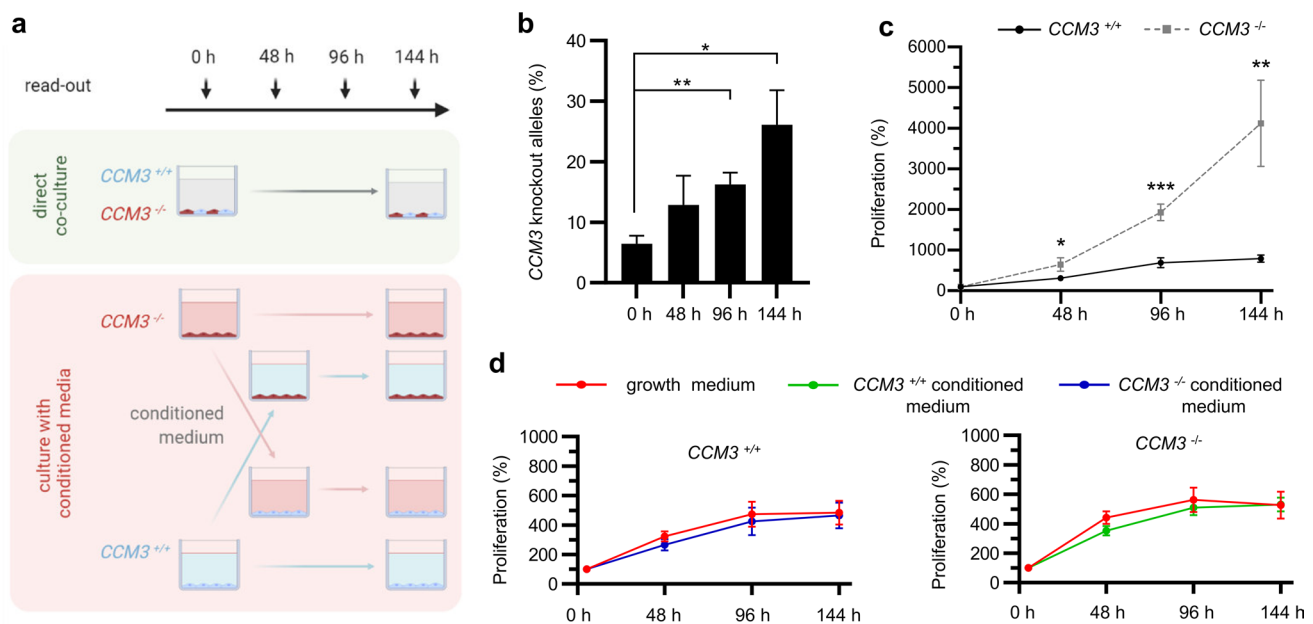 a
0 h 48 h 96 h 144 h
read-out
direct
co-culture
CCM3 +/+
CCM3 -/-
culture with
conditioned media
CCM3 -/-
conditioned
medium
CCM3 +/+
b
CCM3 knockout alleles (%)
40
30
20
10
0
*
**
0 h 48 h 96 h 144 h
c
CCM3 +/+ CCM3 -/-
Proliferation (%)
6000
5000
4000
3000
2000
1000
0
*
***
**
0 h 48 h 96 h 144 h
d
growth medium
CCM3 +/+ conditioned
medium
CCM3 -/- conditioned
medium
CCM3 +/+
Proliferation (%)
1000
800
600
400
200
0
0 h 48 h 96 h 144 h
CCM3 -/-
Proliferation (%)
1000
800
600
400
200
0
0 h 48 h 96 h 144 h